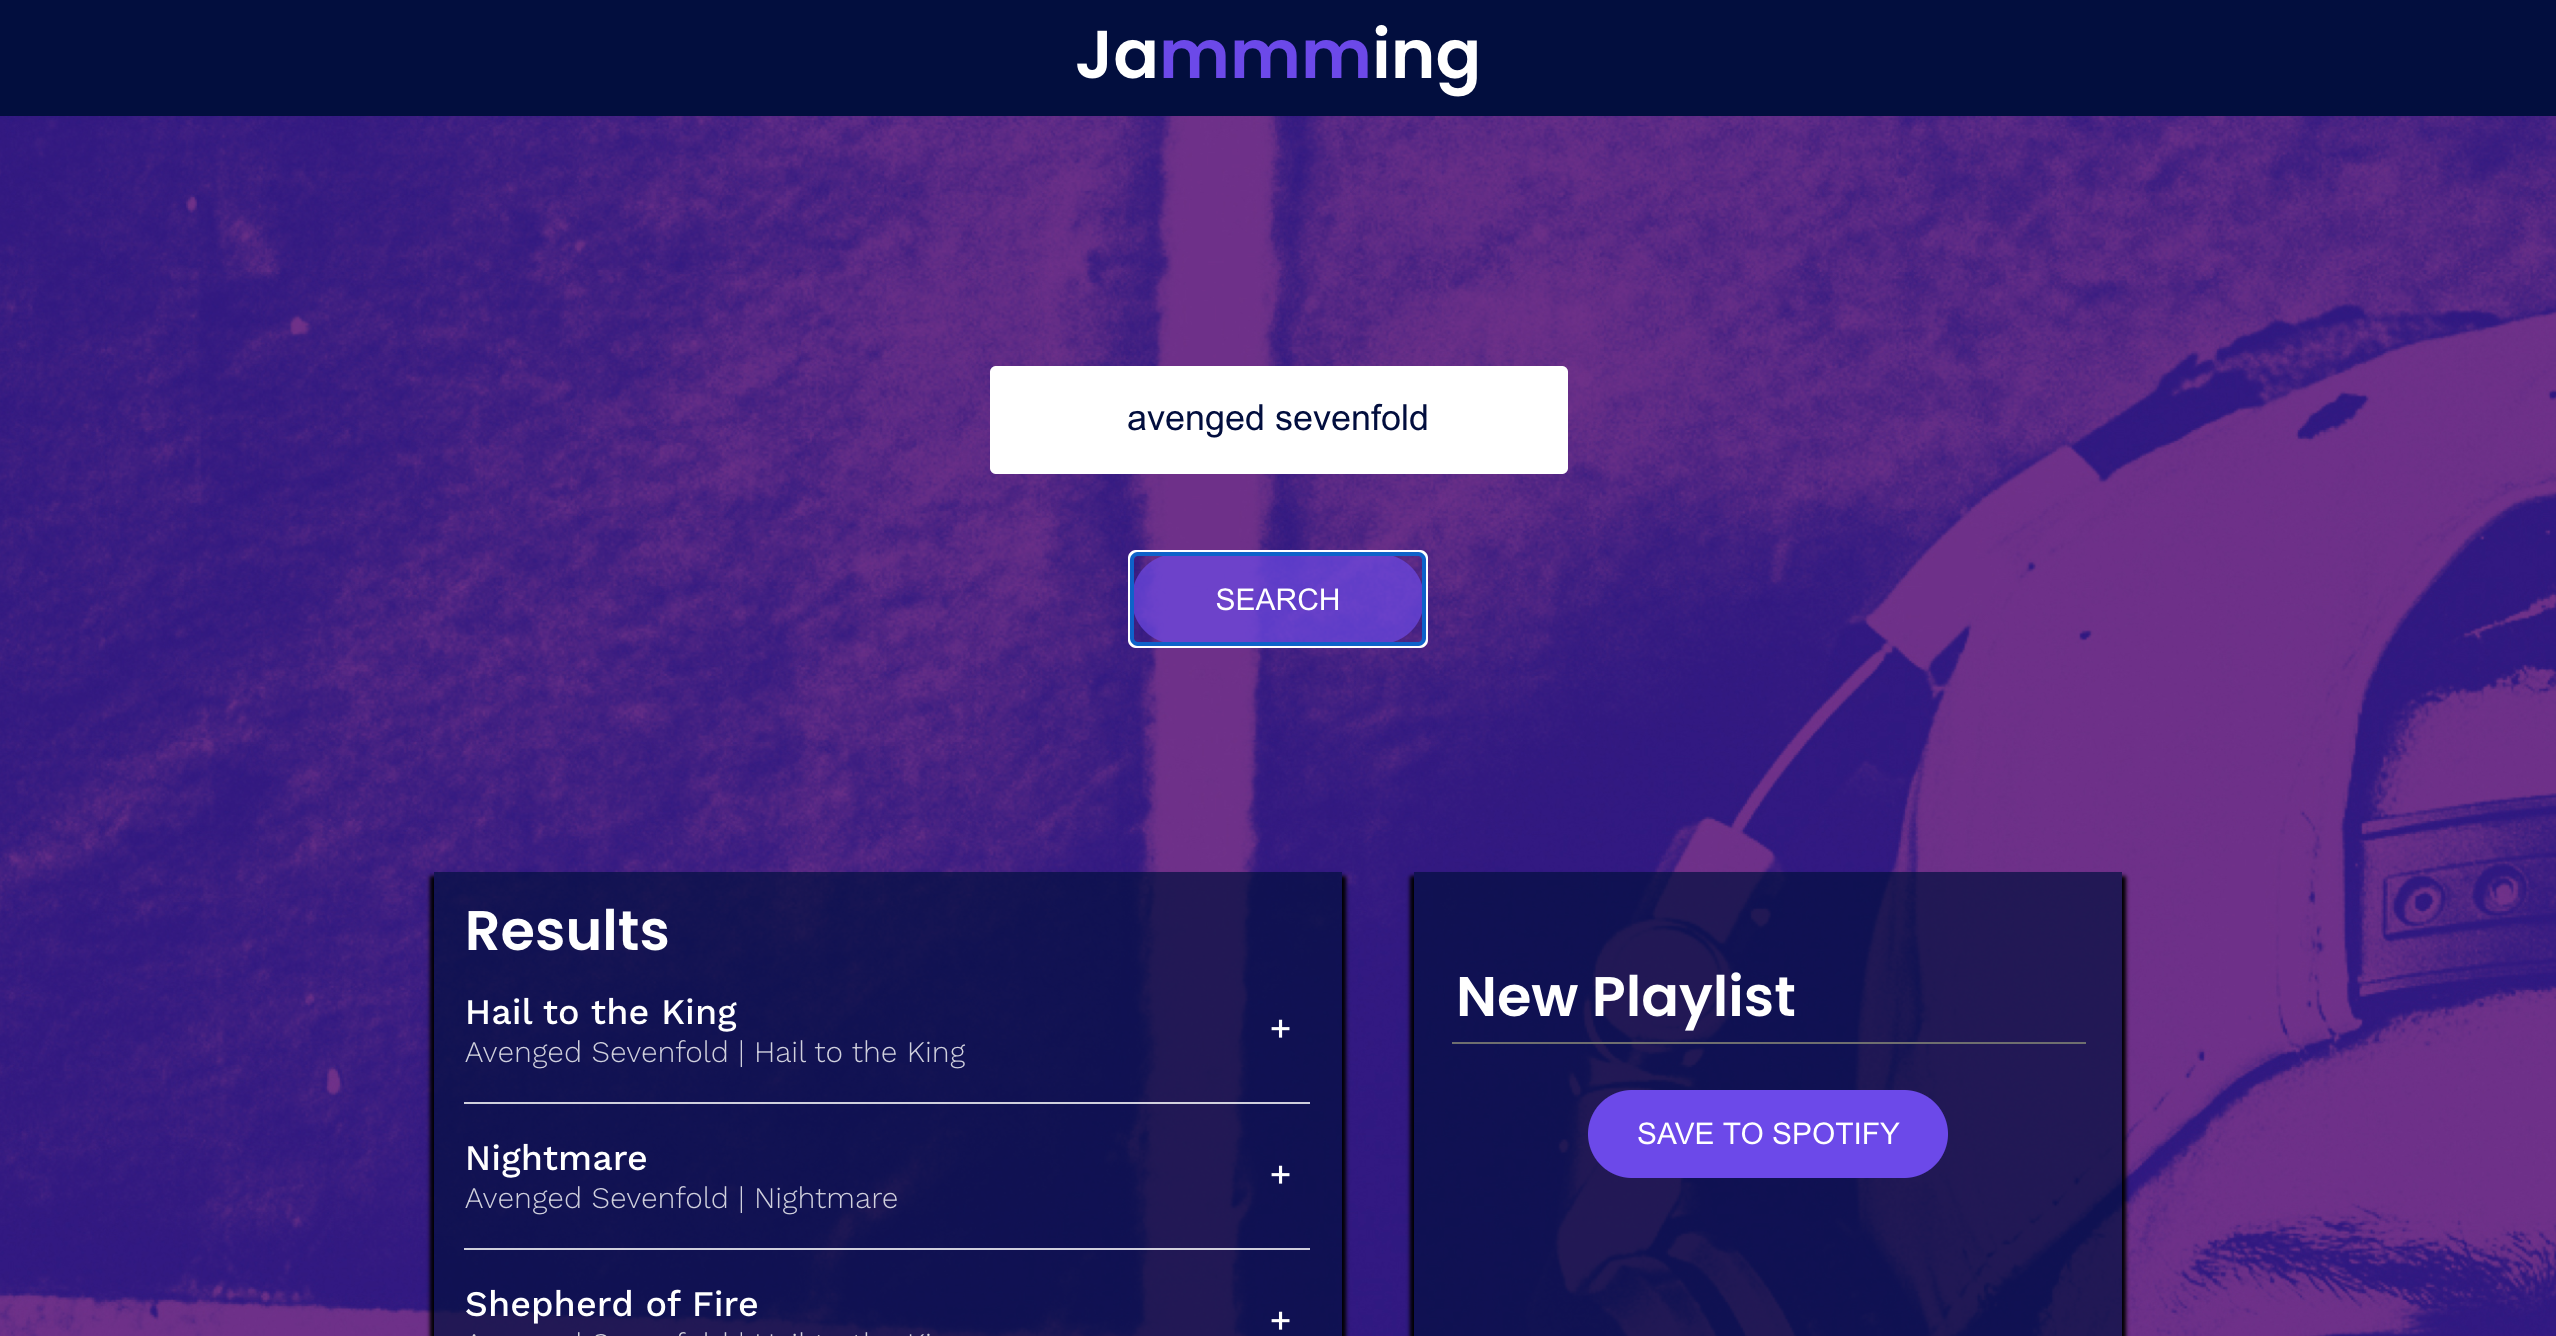 Jammming
avenged sevenfold
SEARCH
Results
Hail to the King
+
Avenged Sevenfold | Hail to the King
Nightmare
+
Avenged Sevenfold | Nightmare
Shepherd of Fire
+
New Playlist
SAVE TO SPOTIFY